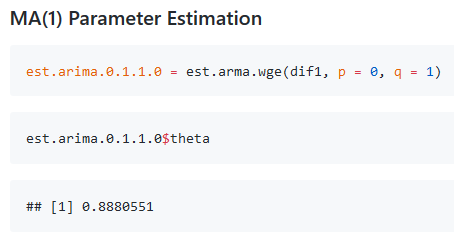 MA(1) Parameter Estimation
est.arima.0.1.1.0 = est.arma.wge(dif1, p = 0, q = 1)
est.arima.0.1.1.0$theta
## [1] 0.8880551